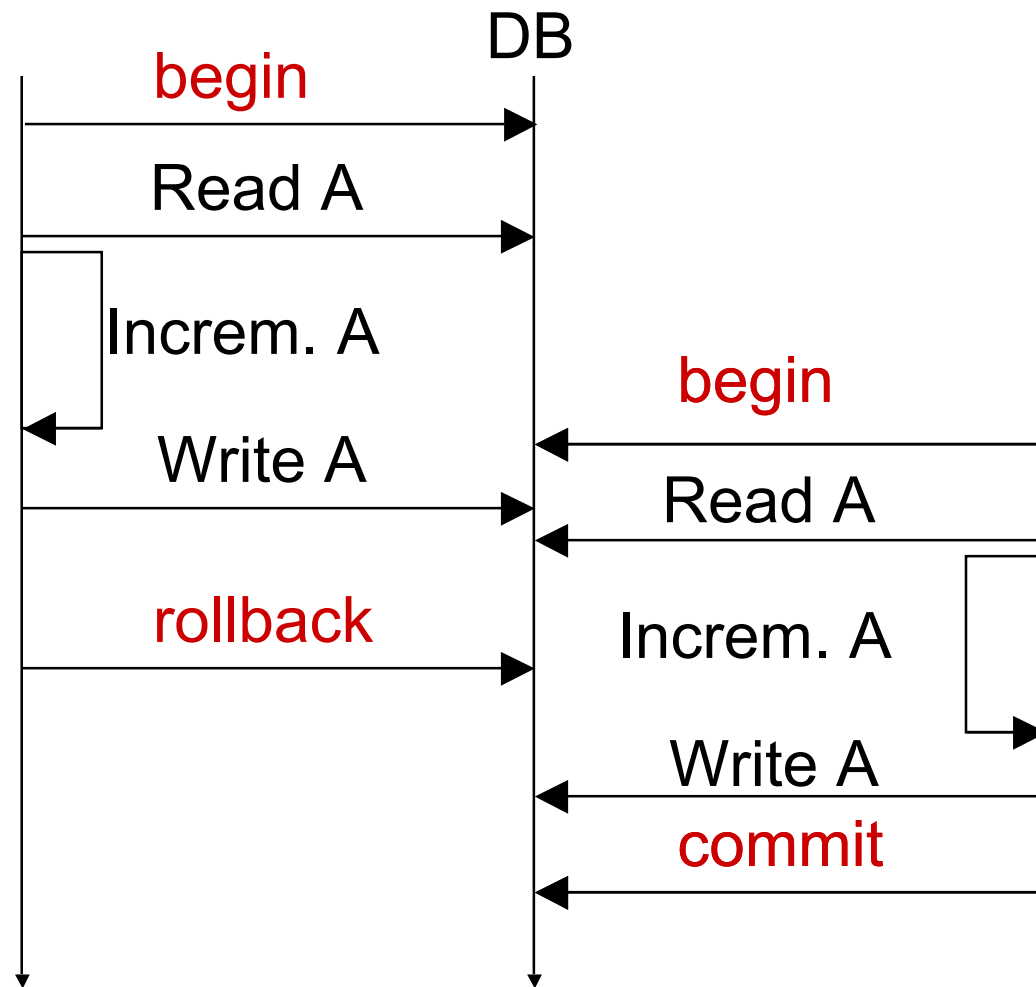 DB
begin
Read A
Increm. A
begin
Write A
Read A
rollback
Increm. A
Write A
commit